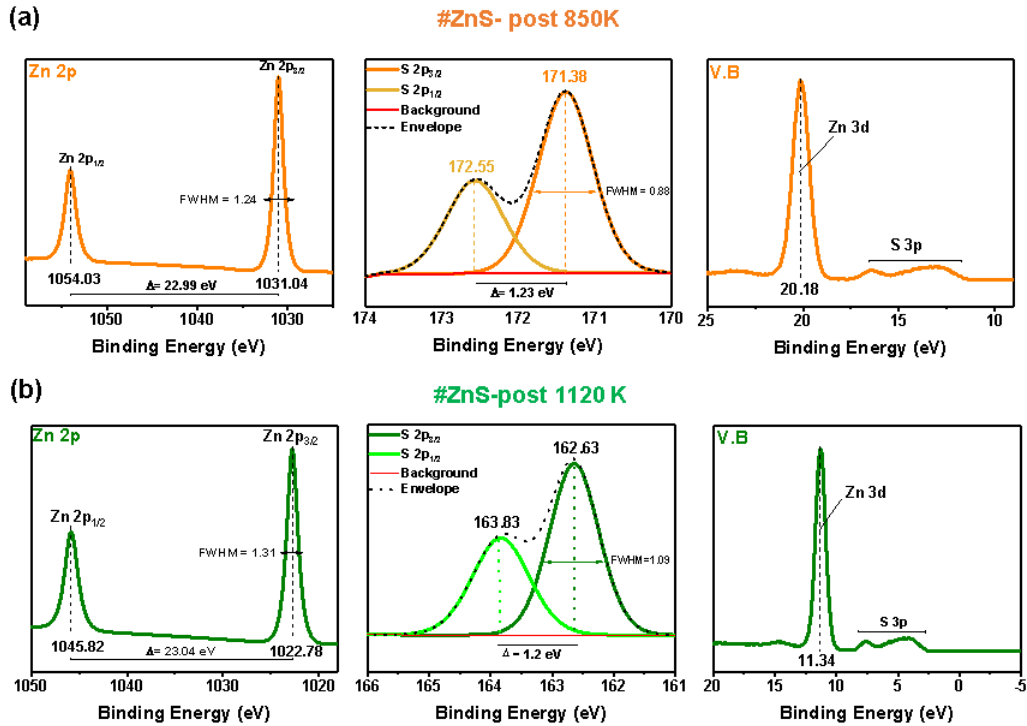 (a)
#ZnS- post 850K
Zn 2p
Zn 2p3/2
Zn 2p1/2
FWHM = 1.24
1054.03
1031.04
Δ= 22.99 eV
1050
1040
1030
Binding Energy (eV)
S 2p3/2
S 2p1/2
Background
Envelope
171.38
172.55
FWHM = 0.88
Δ= 1.23 eV
174
173
172
171
170
Binding Energy (eV)
V.B
Zn 3d
S 3p
20.18
25
20
15
10
Binding Energy (eV)
(b)
#ZnS-post 1120 K
Zn 2p
Zn 2p3/2
Zn 2p1/2
FWHM = 1.31
1045.82
1022.78
Δ= 23.04 eV
1050
1040
1030
1020
Binding Energy (eV)
S 2p3/2
S 2p1/2
Background
Envelope
162.63
163.83
FWHM=1.09
Δ = 1.2 eV
166
165
164
163
162
161
Binding Energy (eV)
V.B
Zn 3d
S 3p
11.34
20
15
10
5
0
-5
Binding Energy (eV)